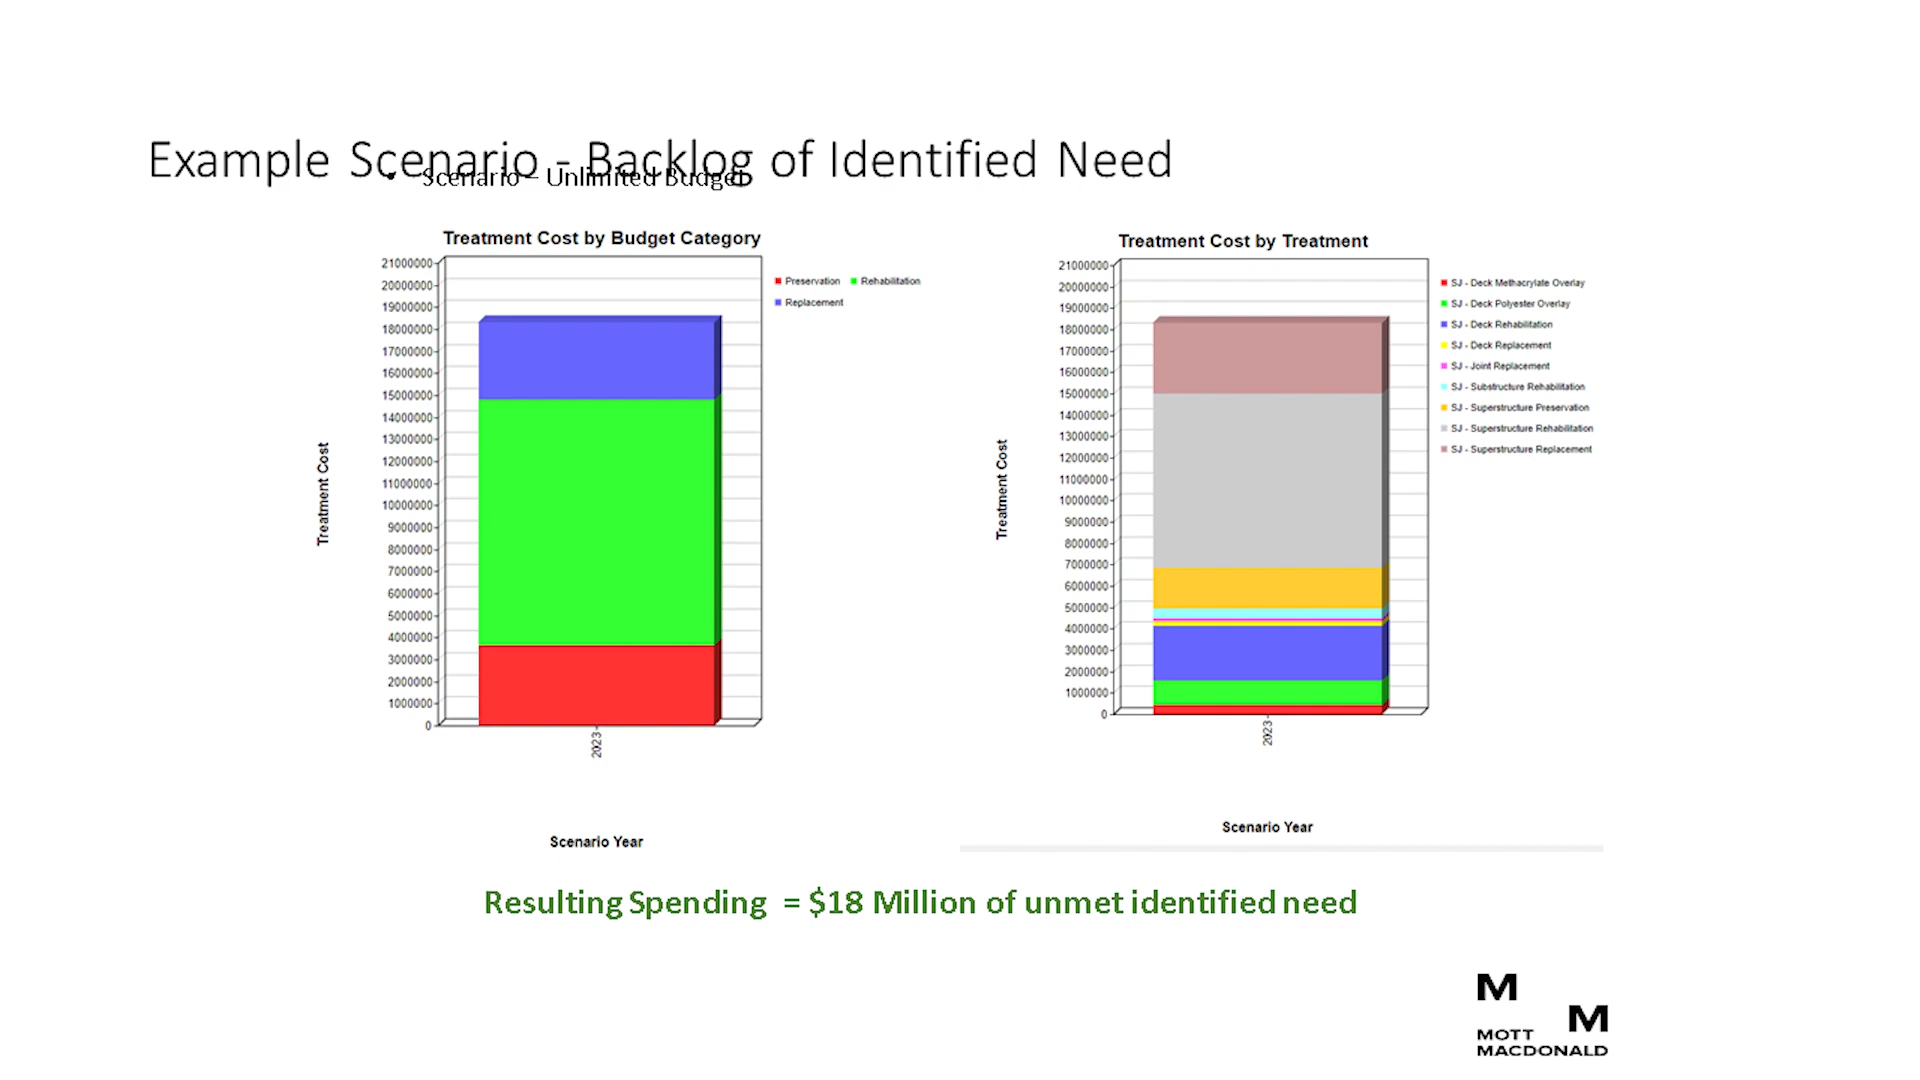 Example Scenario - Backlog of Identified Need
• Scenario – Unlimited Budget
Treatment Cost by Budget Category
21000000
20000000
19000000
18000000
17000000
16000000
15000000
14000000
13000000
12000000
11000000
10000000
9000000
8000000
7000000
6000000
5000000
4000000
3000000
2000000
1000000
0
Treatment Cost
2023
Scenario Year
Preservation Rehabilitation
Replacement
Treatment Cost by Treatment
21000000
20000000
19000000
18000000
17000000
16000000
15000000
14000000
13000000
12000000
11000000
10000000
9000000
8000000
7000000
6000000
5000000
4000000
3000000
2000000
1000000
0
Treatment Cost
2023
Scenario Year
SJ - Deck Methacrylate Overlay
SJ - Deck Polyester Overlay
SJ - Deck Rehabilitation
SJ - Deck Replacement
SJ - Joint Replacement
SJ - Substructure Rehabilitation
SJ - Superstructure Preservation
SJ - Superstructure Rehabilitation
SJ - Superstructure Replacement
Resulting Spending = $18 Million of unmet identified need
M
M
MOTT
MACDONALD